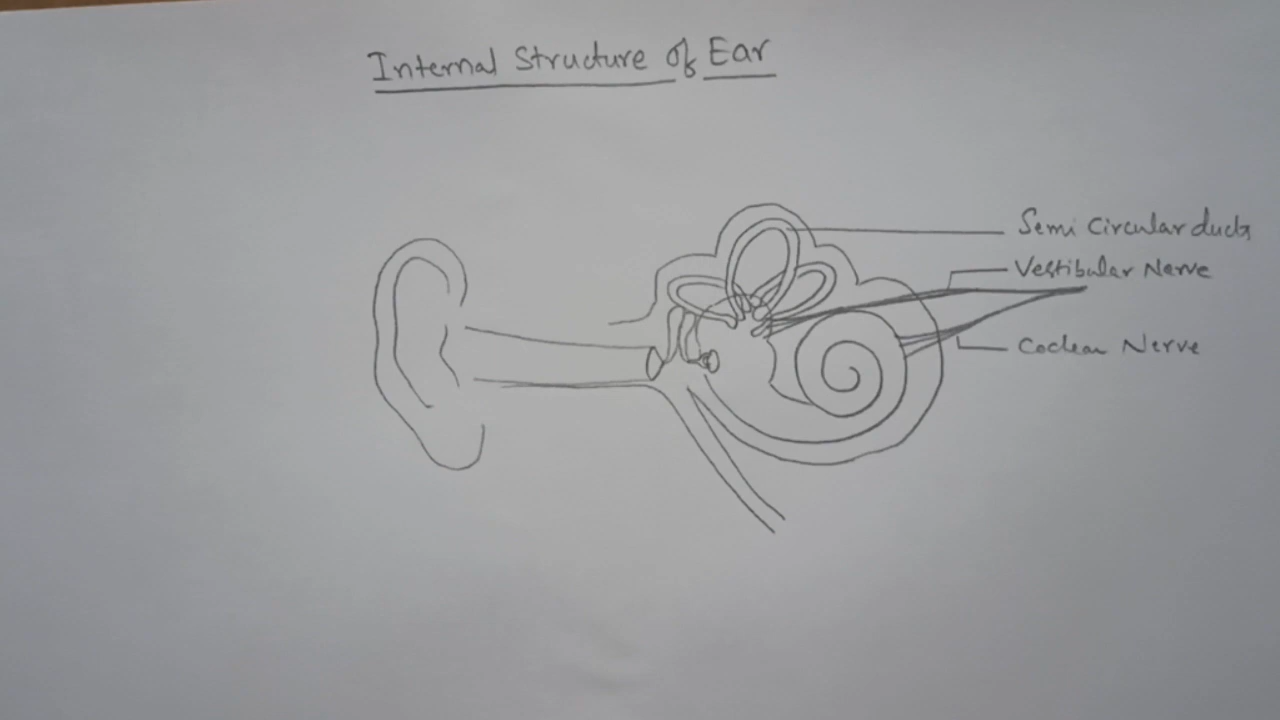 Internal Structure of Ear
Semi Circular ducts
Vestibular Nerve
Coclear Nerve